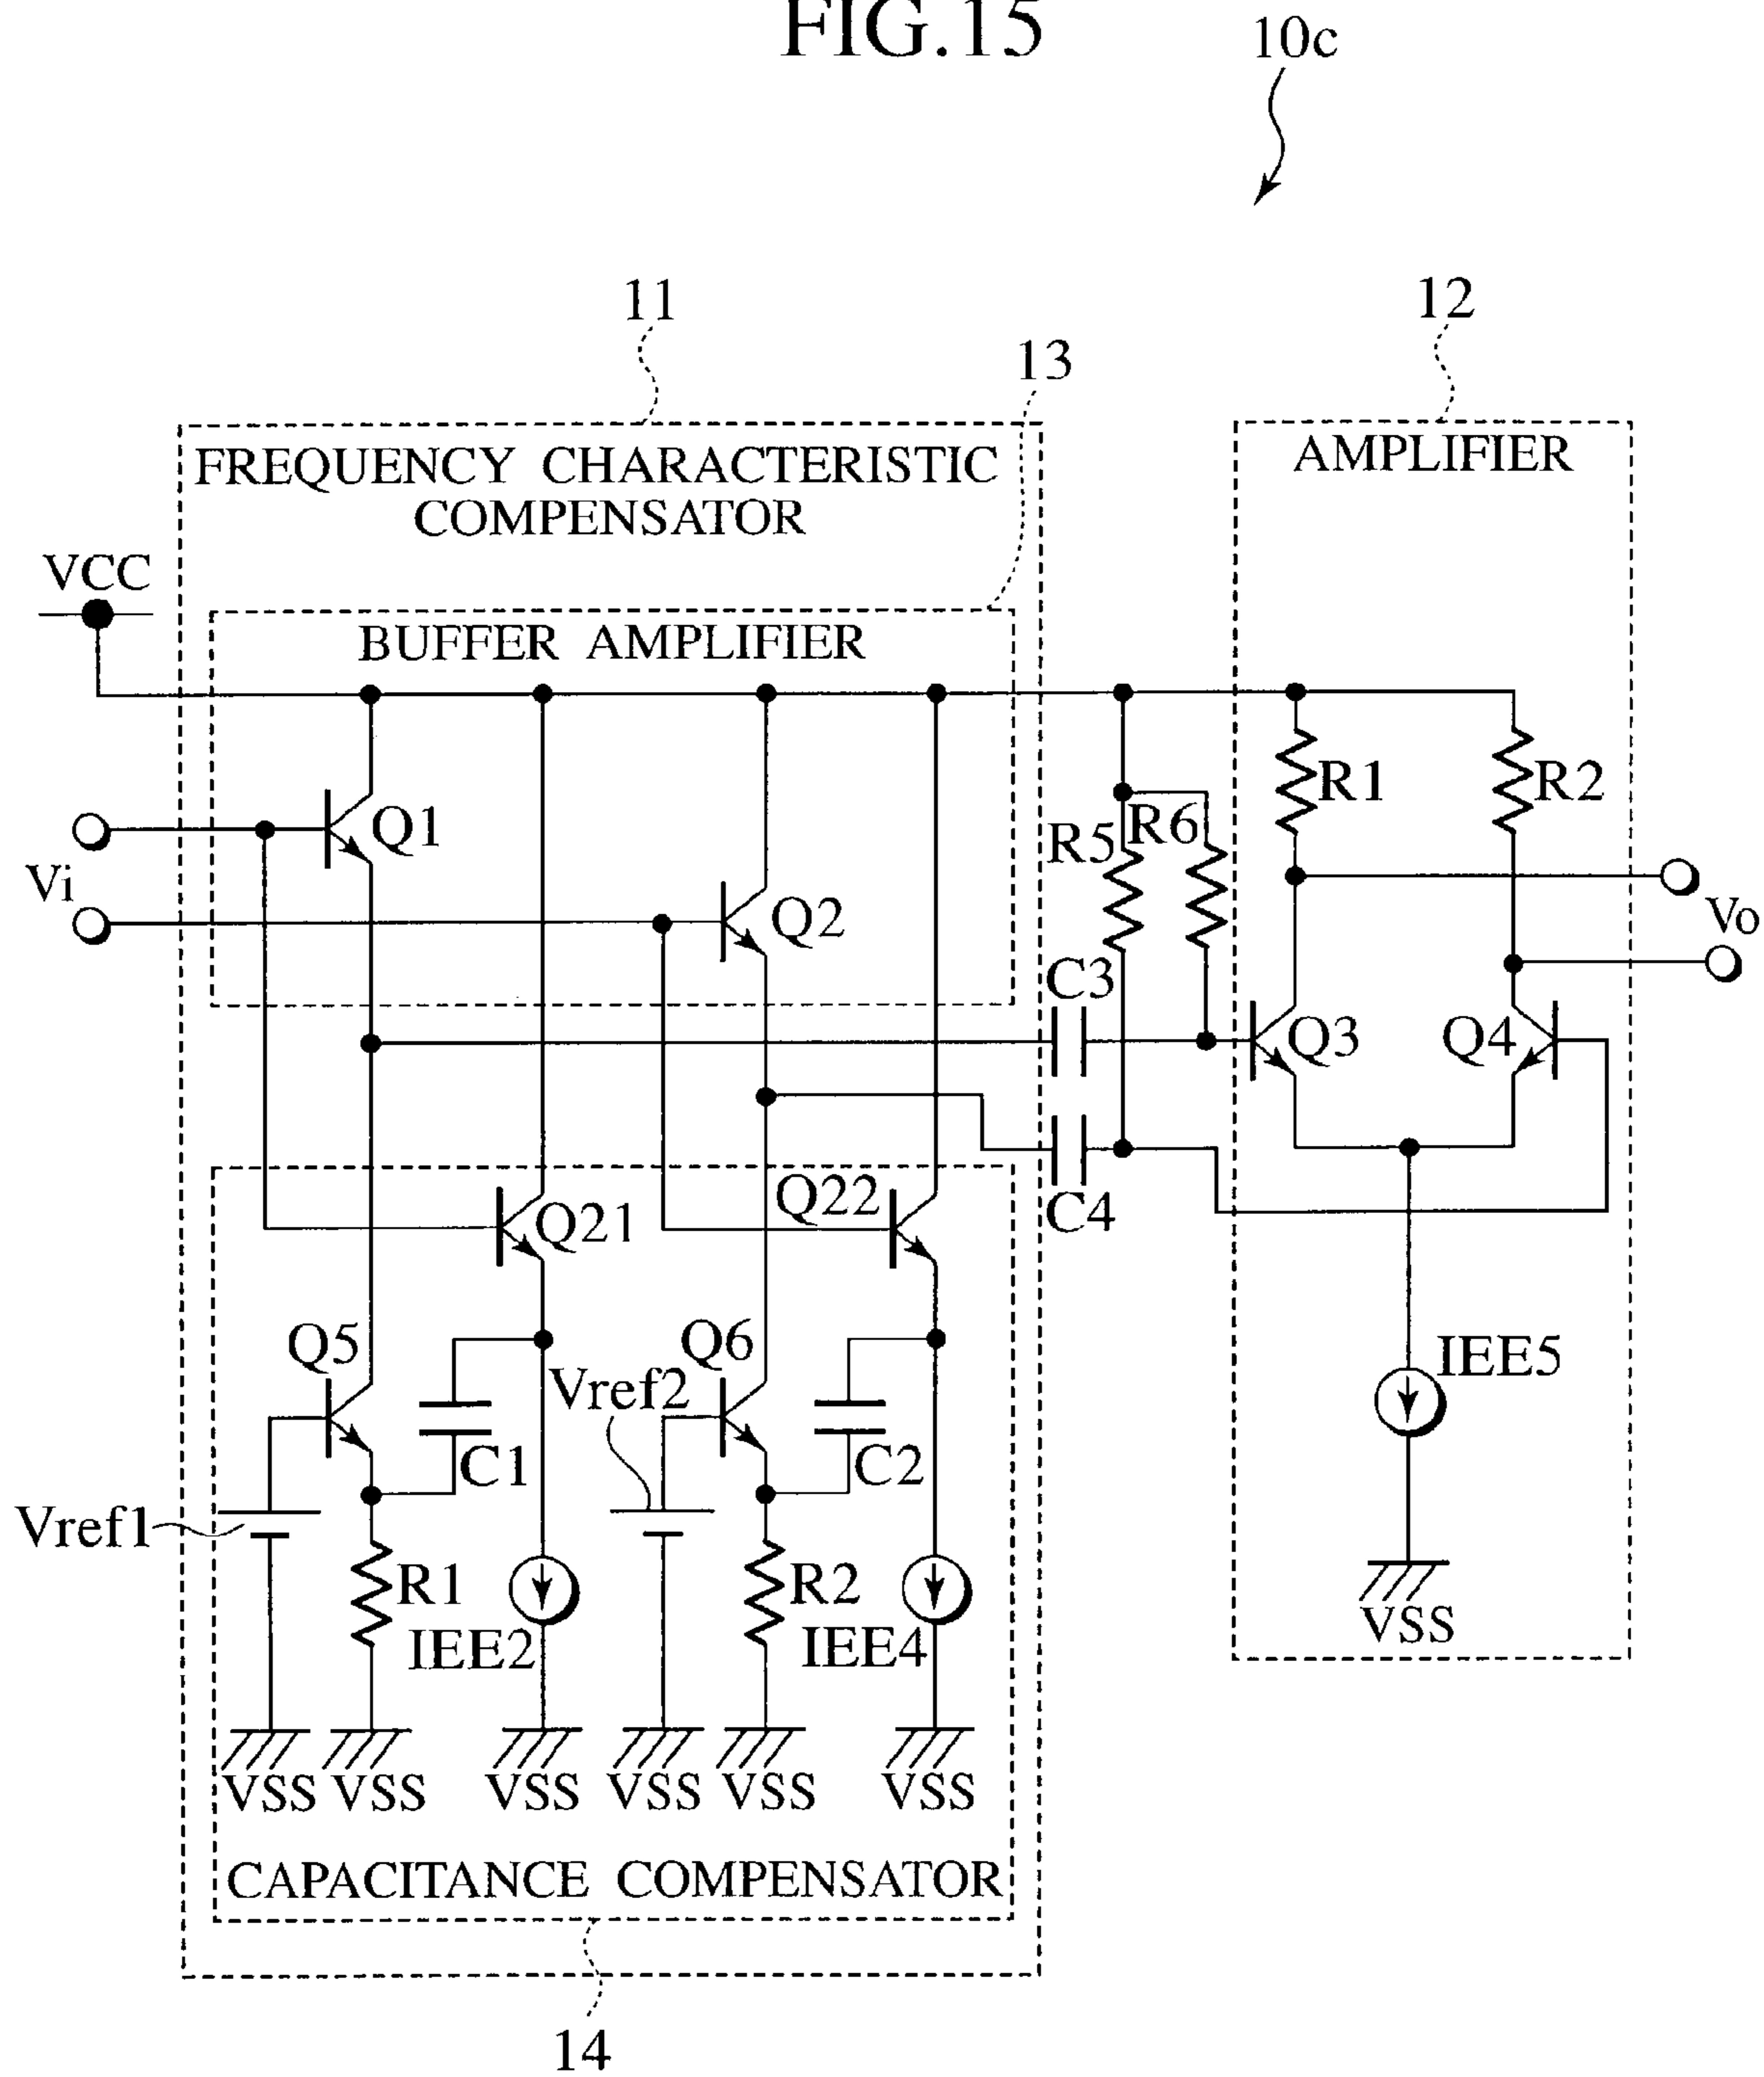 FIG.15
10c
11
12
13
FREQUENCY CHARACTERISTIC
COMPENSATOR
AMPLIFIER
VCC
BUFFER AMPLIFIER
R1
R2
Q1
R5
R6
Vi
Q2
Vo
C3
Q3
Q4
Q22
Q21
C4
Q5
Q6
IEE5
Vref2
C1
C2
Vref1
R1
R2
IEE2
IEE4
VSS
VSS
VSS
VSS
VSS
VSS
VSS
CAPACITANCE COMPENSATOR
14